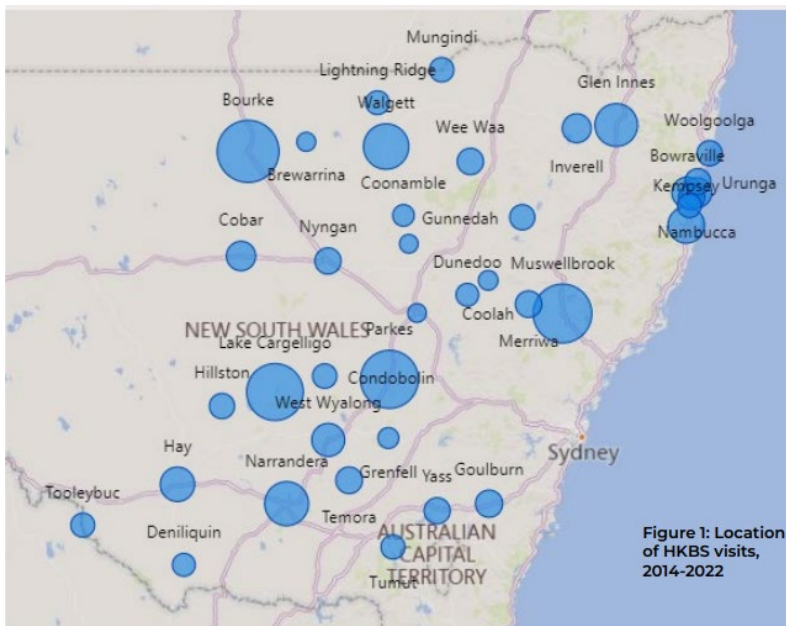 Mungindi
Lightning Ridge
Glen Innes
Bourke
Walgett
Woolgoolga
Wee Waa
Bowraville
Inverell
Brewarrina
Coonamble
Kempsey
Urunga
Cobar
Nyngan
Gunnedah
Nambucca
Dunedoo
Muswellbrook
Coolah
NEW SOUTH WALES
Parkes
Merriwa
Lake Cargelligo
Hillston
Condobolin
West Wyalong
Sydney
Hay
Narrandera
Grenfell
Yass
Goulburn
Tooleybuc
Temora
Deniliquin
AUSTRALIAN
CAPITAL
TERRITORY
Tumut
Figure 1: Location
of HKBS visits,
2014-2022